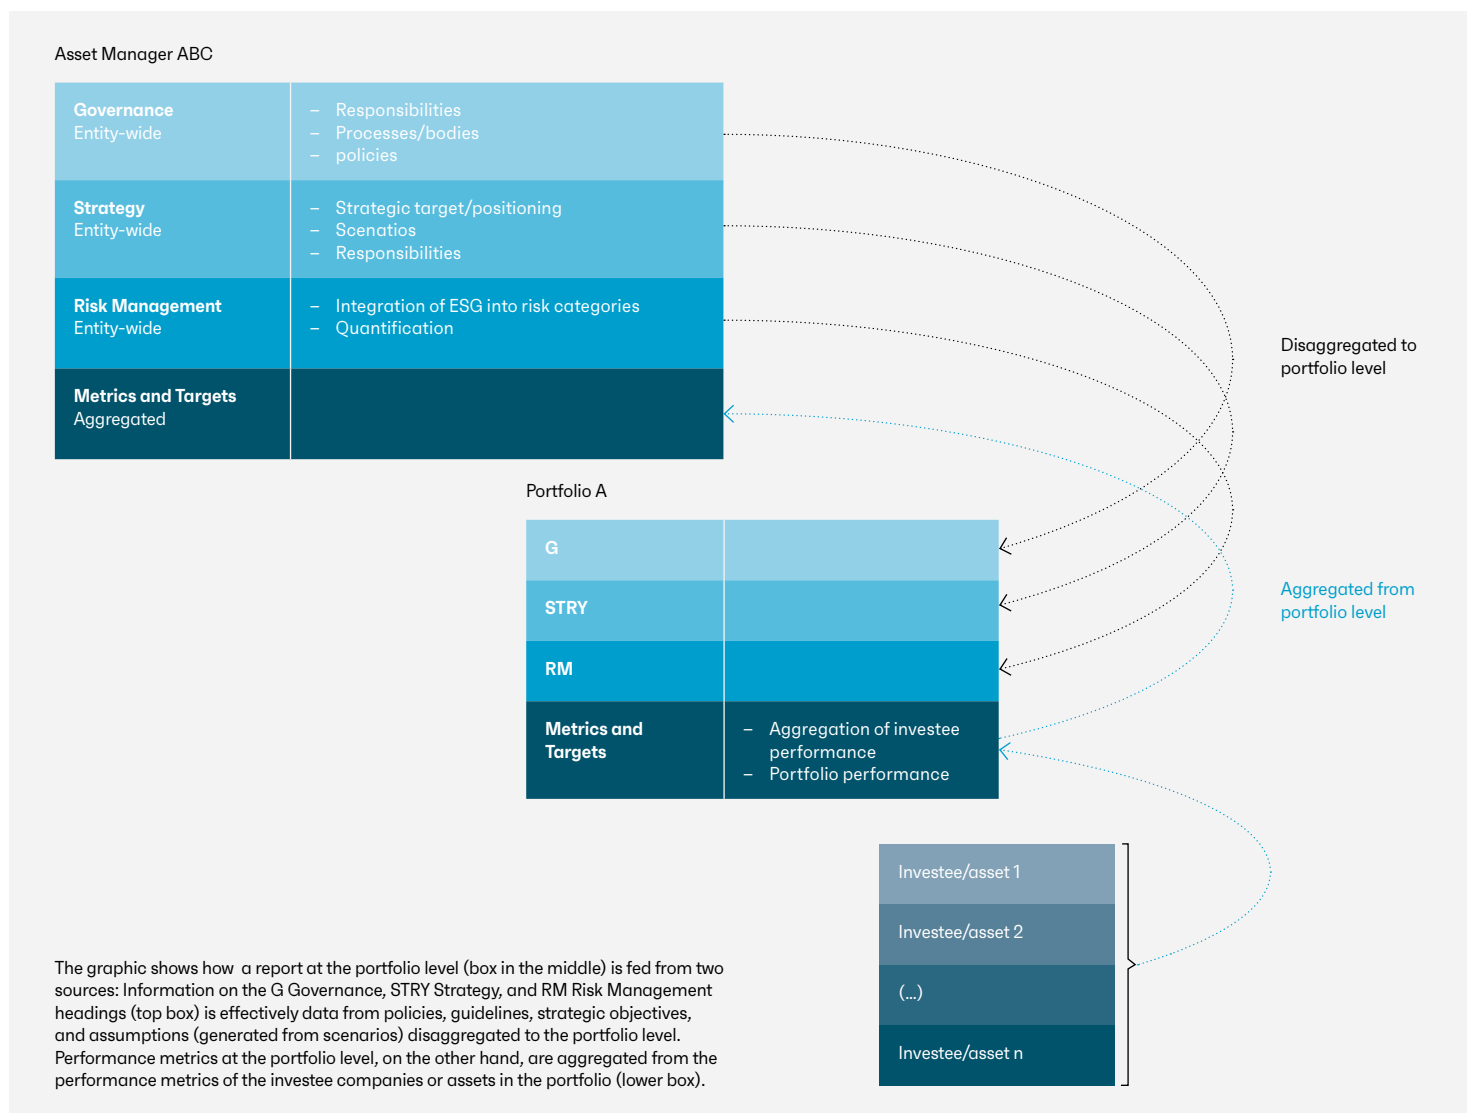 Asset Manager ABC
Governance
Entity-wide
– Responsibilities
– Processes/bodies
– policies
Strategy
Entity-wide
– Strategic target/positioning
– Scenatios
– Responsibilities
Risk Management
Entity-wide
– Integration of ESG into risk categories
– Quantification
Metrics and Targets
Aggregated
Disaggregated to
portfolio level
Portfolio A
G
STRY
RM
Metrics and
Targets
– Aggregation of investee
performance
– Portfolio performance
Aggregated from
portfolio level
Investee/asset 1
Investee/asset 2
(...)
Investee/asset n
The graphic shows how a report at the portfolio level (box in the middle) is fed from two
sources: Information on the G Governance, STRY Strategy, and RM Risk Management
headings (top box) is effectively data from policies, guidelines, strategic objectives,
and assumptions (generated from scenarios) disaggregated to the portfolio level.
Performance metrics at the portfolio level, on the other hand, are aggregated from the
performance metrics of the investee companies or assets in the portfolio (lower box).